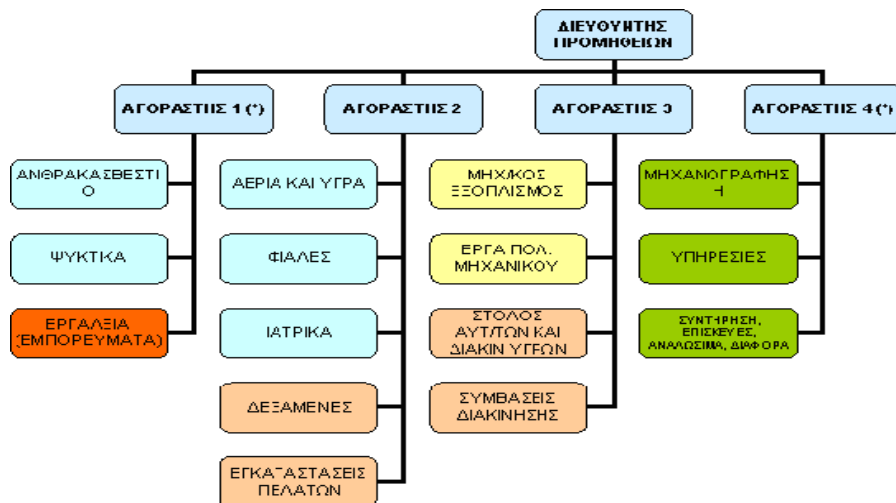 ΔΙΕΥΘΥΝΤΗΣ
ΠΡΟΜΗΘΕΙΩΝ
ΑΓΟΡΑΣΤΗΣ 1 (*)
ΑΓΟΡΑΣΤΗΣ 2
ΑΓΟΡΑΣΤΗΣ 3
ΑΓΟΡΑΣΤΗΣ 4 (*)
ΑΝΘΡΑΚΑΣΒΕΣΤΙ
Ο
ΨΥΚΤΙΚΑ
ΕΡΓΑΛΕΙΑ
(ΕΜΠΟΡΕΥΜΑΤΑ)
ΑΕΡΙΑ ΚΑΙ ΥΓΡΑ
ΦΙΑΛΕΣ
ΙΑΤΡΙΚΑ
ΔΕΞΑΜΕΝΕΣ
ΕΓΚΑΤΑΣΤΑΣΕΙΣ
ΠΕΛΑΤΩΝ
ΜΗΧ/ΚΟΣ
ΕΞΟΠΛΙΣΜΟΣ
ΕΡΓΑ ΠΟΛ.
ΜΗΧΑΝΙΚΟΥ
ΣΤΟΛΟΣ
ΑΥΤ/ΤΩΝ ΚΑΙ
ΔΙΑΚΙΝ ΥΓΡΩΝ
ΣΥΜΒΑΣΕΙΣ
ΔΙΑΚΙΝΗΣΗΣ
ΜΗΧΑΝΟΓΡΑΦΗΣ
Η
ΥΠΗΡΕΣΙΕΣ
ΣΥΝΤΗΡΗΣΗ,
ΕΠΙΣΚΕΥΕΣ,
ΑΝΑΛΩΣΙΜΑ, ΔΙΑΦΟΡΑ